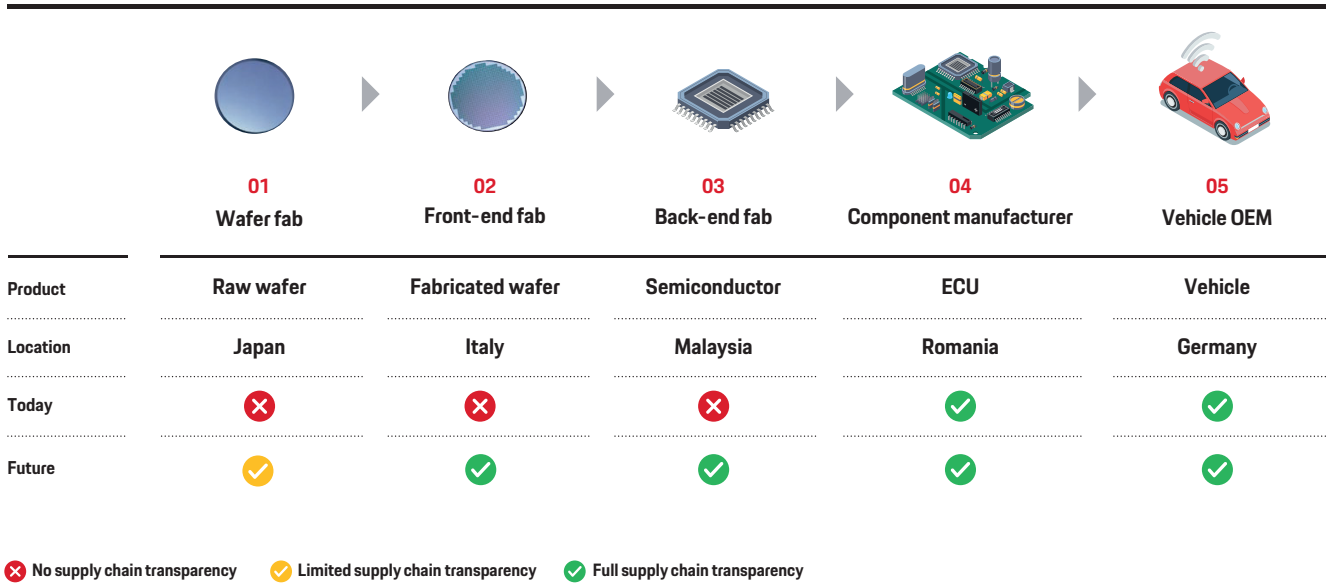 01 02 03 04 05
Wafer fab Front-end fab Back-end fab Component manufacturer Vehicle OEM
Product Raw wafer Fabricated wafer Semiconductor ECU Vehicle
Location Japan Italy Malaysia Romania Germany
Today
Future
No supply chain transparency Limited supply chain transparency Full supply chain transparency